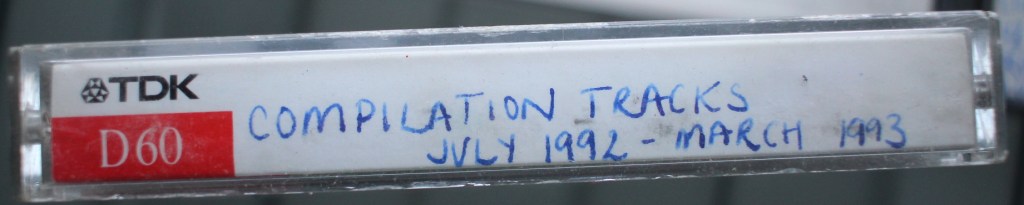 TDK
D60
COMPILATION TRACKS
JULY 1992 - MARCH 1993